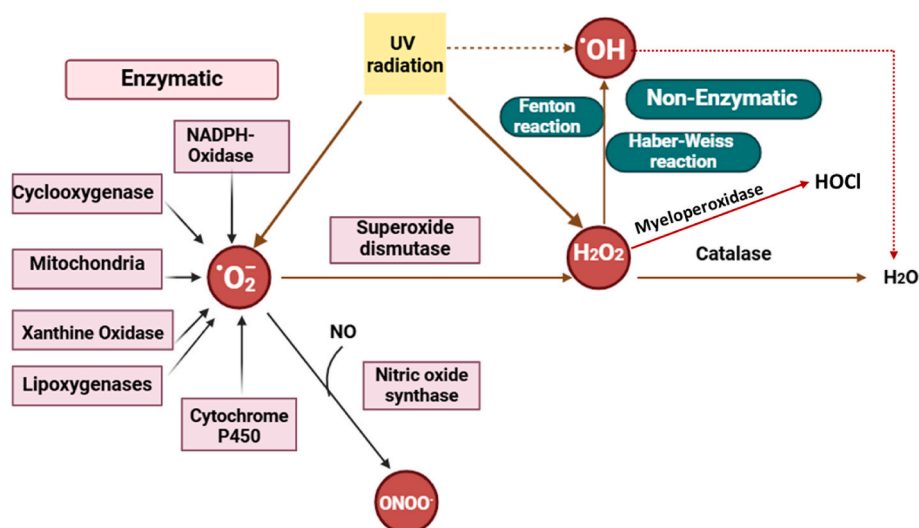 UV
radiation
˙OH
Enzymatic
Fenton
reaction
Non-Enzymatic
NADPH-
Oxidase
Haber-Weiss
reaction
Cyclooxygenase
Myeloperoxidase
HOCl
Superoxide
dismutase
Mitochondria
˙O₂⁻
H₂O₂
Catalase
H₂O
Xanthine Oxidase
NO
Lipoxygenases
Nitric oxide
synthase
Cytochrome
P450
ONOO⁻